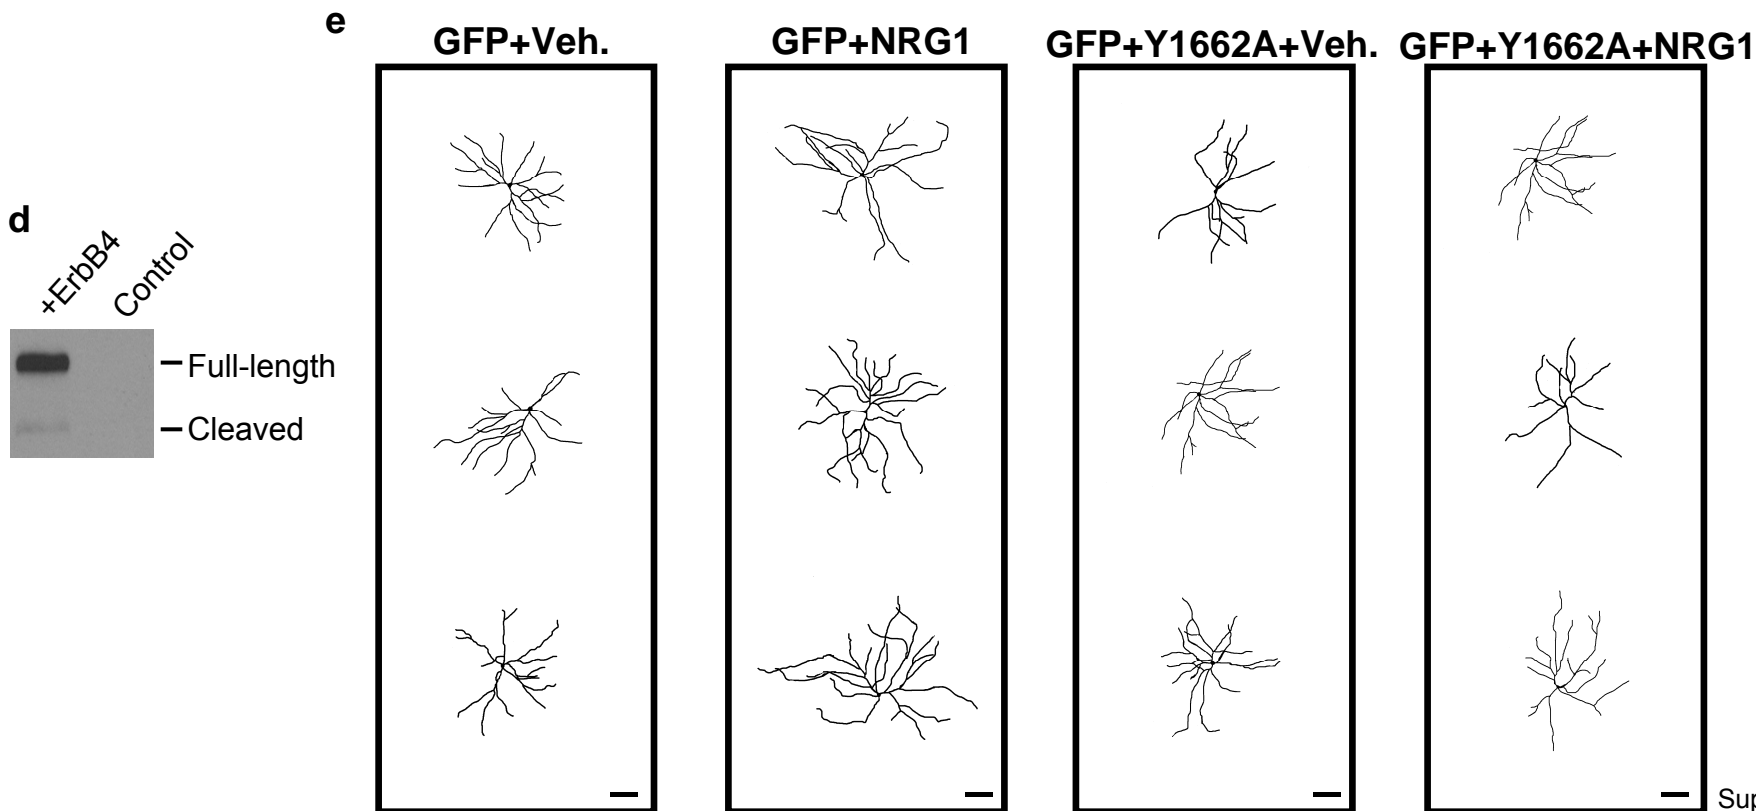 e
GFP+Veh.
GFP+NRG1
GFP+Y1662A+Veh.
GFP+Y1662A+NRG1
d
+ErbB4
Control
Full-length
Cleaved
Sup